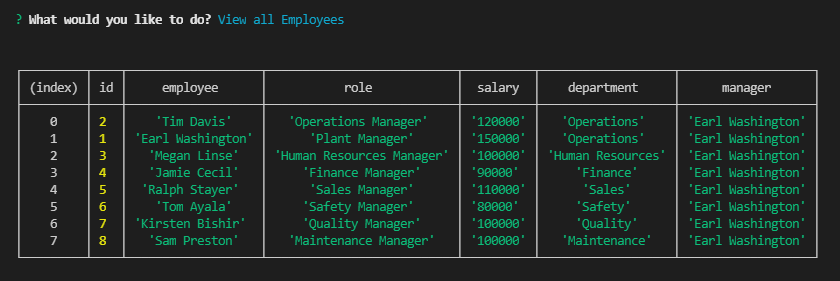 ? What would you like to do? View all Employees
(index) id employee role salary department manager
0 2 'Tim Davis' 'Operations Manager' '120000' 'Operations' 'Earl Washington'
1 1 'Earl Washington' 'Plant Manager' '150000' 'Operations' 'Earl Washington'
2 3 'Megan Linse' 'Human Resources Manager' '100000' 'Human Resources' 'Earl Washington'
3 4 'Jamie Cecil' 'Finance Manager' '90000' 'Finance' 'Earl Washington'
4 5 'Ralph Stayer' 'Sales Manager' '110000' 'Sales' 'Earl Washington'
5 6 'Tom Ayala' 'Safety Manager' '80000' 'Safety' 'Earl Washington'
6 7 'Kirsten Bishir' 'Quality Manager' '100000' 'Quality' 'Earl Washington'
7 8 'Sam Preston' 'Maintenance Manager' '100000' 'Maintenance' 'Earl Washington'